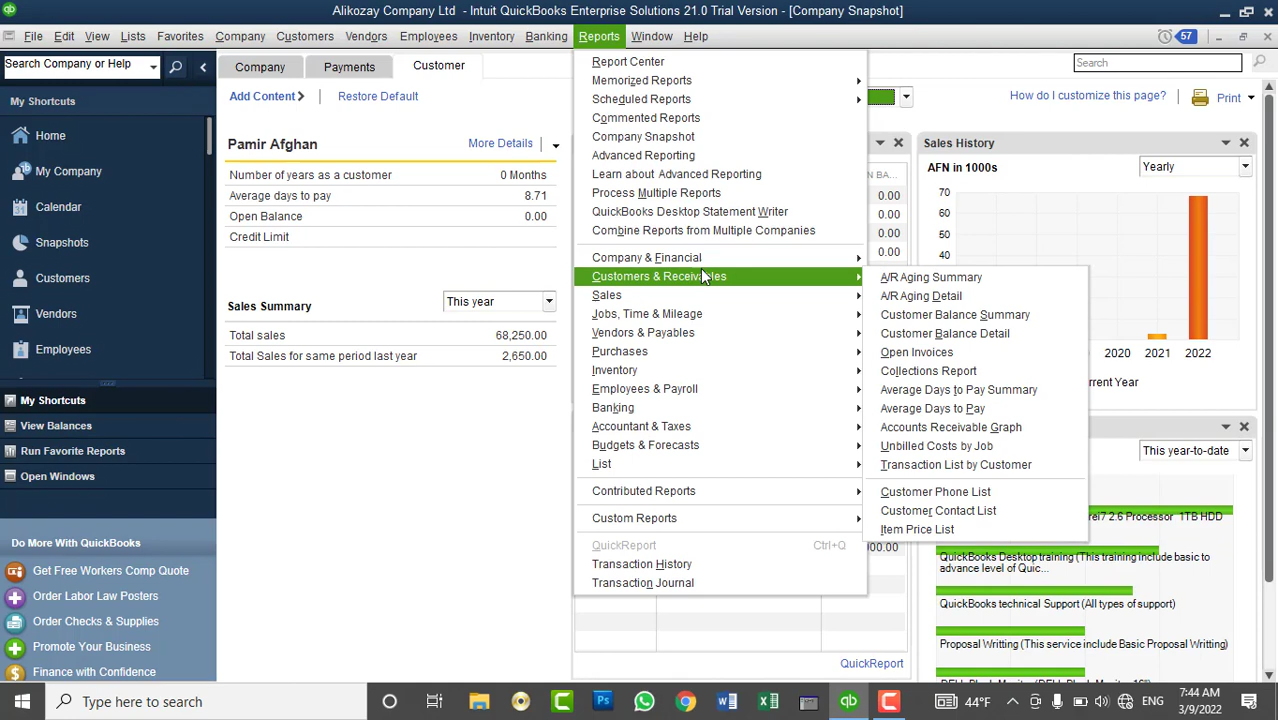 Alikozay Company Ltd - Intuit QuickBooks Enterprise Solutions 21.0 Trial Version - [Company Snapshot]
File Edit View Lists Favorites Company Customers Vendors Employees Inventory Banking Reports Window Help 57
Search Company or Help
My Shortcuts
Home
My Company
Calendar
Snapshots
Customers
Vendors
Employees
My Shortcuts
View Balances
Run Favorite Reports
Open Windows
Do More With QuickBooks
Get Free Workers Comp Quote
Order Labor Law Posters
Order Checks & Supplies
Promote Your Business
Finance with Confidence
Company Payments Customer
Add Content Restore Default
Pamir Afghan More Details
Number of years as a customer 0 Months
Average days to pay 8.71
Open Balance 0.00
Credit Limit
Sales Summary This year
Total sales 68,250.00
Total Sales for same period last year 2,650.00
Report Center
Memorized Reports
Scheduled Reports
Commented Reports
Company Snapshot
Advanced Reporting
Learn about Advanced Reporting
Process Multiple Reports
QuickBooks Desktop Statement Writer
Combine Reports from Multiple Companies
Company & Financial
Customers & Receivables
Sales
Jobs, Time & Mileage
Vendors & Payables
Purchases
Inventory
Employees & Payroll
Banking
Accountant & Taxes
Budgets & Forecasts
List
Contributed Reports
Custom Reports
QuickReport Ctrl+Q
Transaction History
Transaction Journal
A/R Aging Summary
A/R Aging Detail
Customer Balance Summary
Customer Balance Detail
Open Invoices
Collections Report
Average Days to Pay Summary
Average Days to Pay
Accounts Receivable Graph
Unbilled Costs by Job
Transaction List by Customer
Customer Phone List
Customer Contact List
Item Price List
0.00
0.00
0.00
0.00
QuickReport
Search
How do I customize this page? Print
Sales History
AFN in 1000s Yearly
70
60
50
40
2020 2021 2022
This year-to-date
2.6 Processor 1TB HDD
QuickBooks Desktop training (This training include basic to
advance level of Quic...
QuickBooks technical Support (All types of support)
Proposal Writting (This service include Basic Proposal Writting)
Type here to search
44°F ENG
7:44 AM
3/9/2022